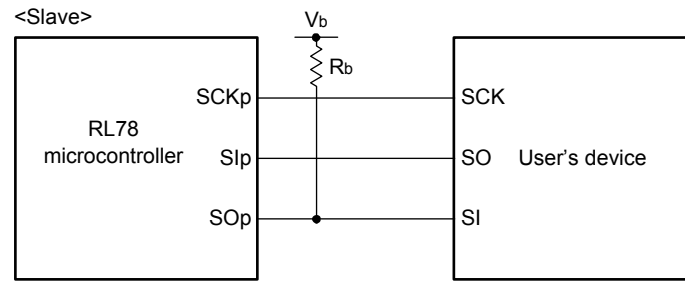 <Slave>
Vb
Rb
SCKp
SCK
RL78
microcontroller
SIp
SO
User's device
SOp
SI